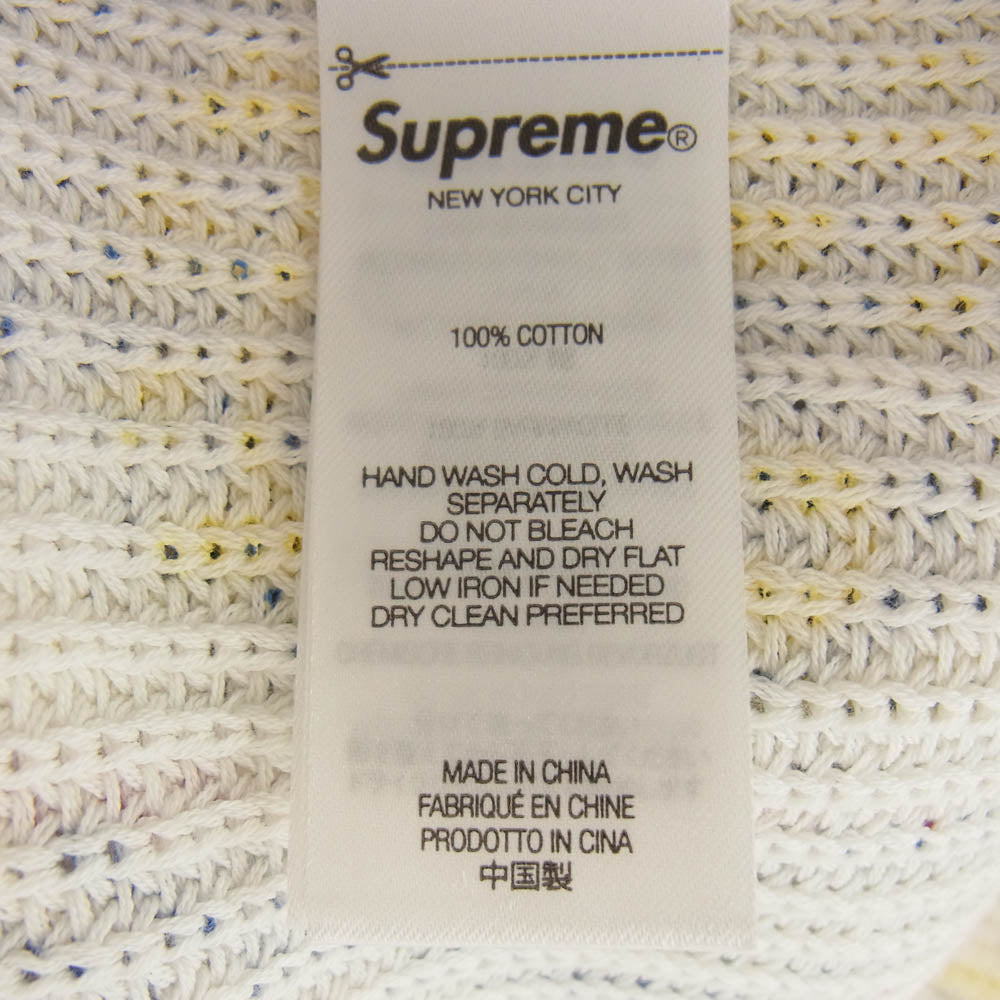 Supreme®
NEW YORK CITY
100% COTTON
HAND WASH COLD, WASH
SEPARATELY
DO NOT BLEACH
RESHAPE AND DRY FLAT
LOW IRON IF NEEDED
DRY CLEAN PREFERRED
MADE IN CHINA
FABRIQUÉ EN CHINE
PRODOTTO IN CINA
中国製